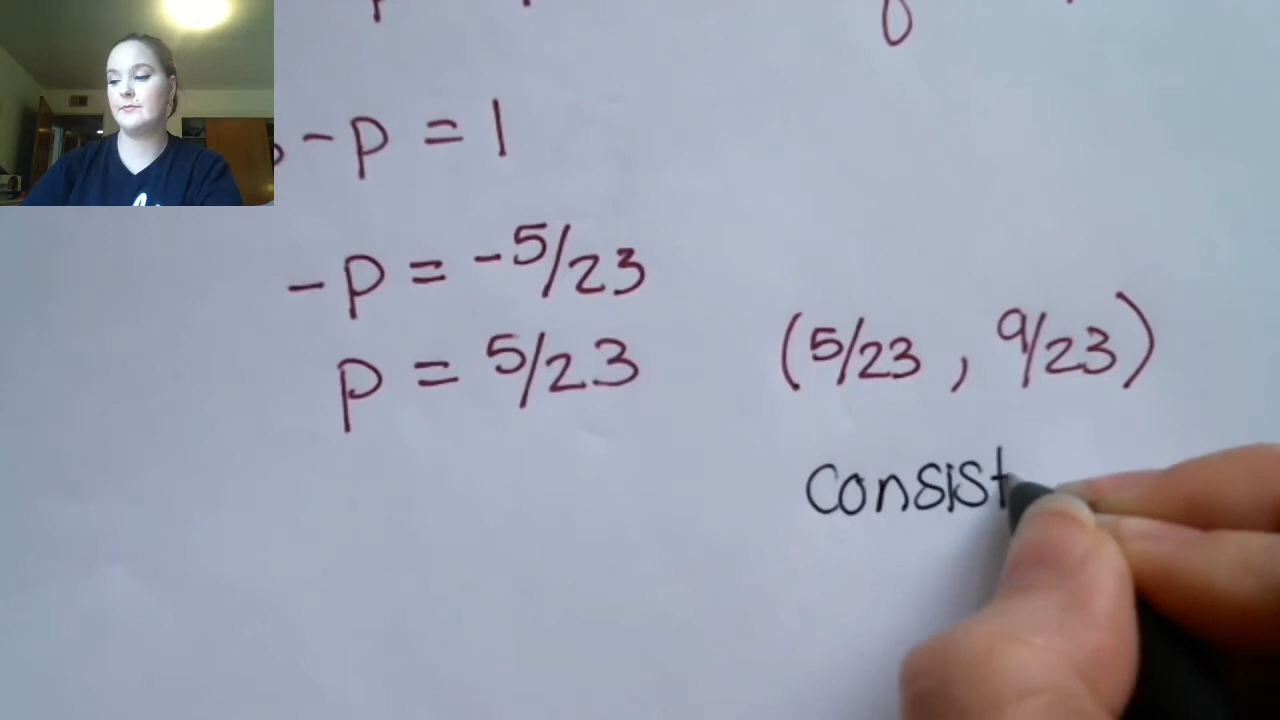 - p = 1
- p = - 5/23
p = 5/23
(5/23 , 9/23)
consist